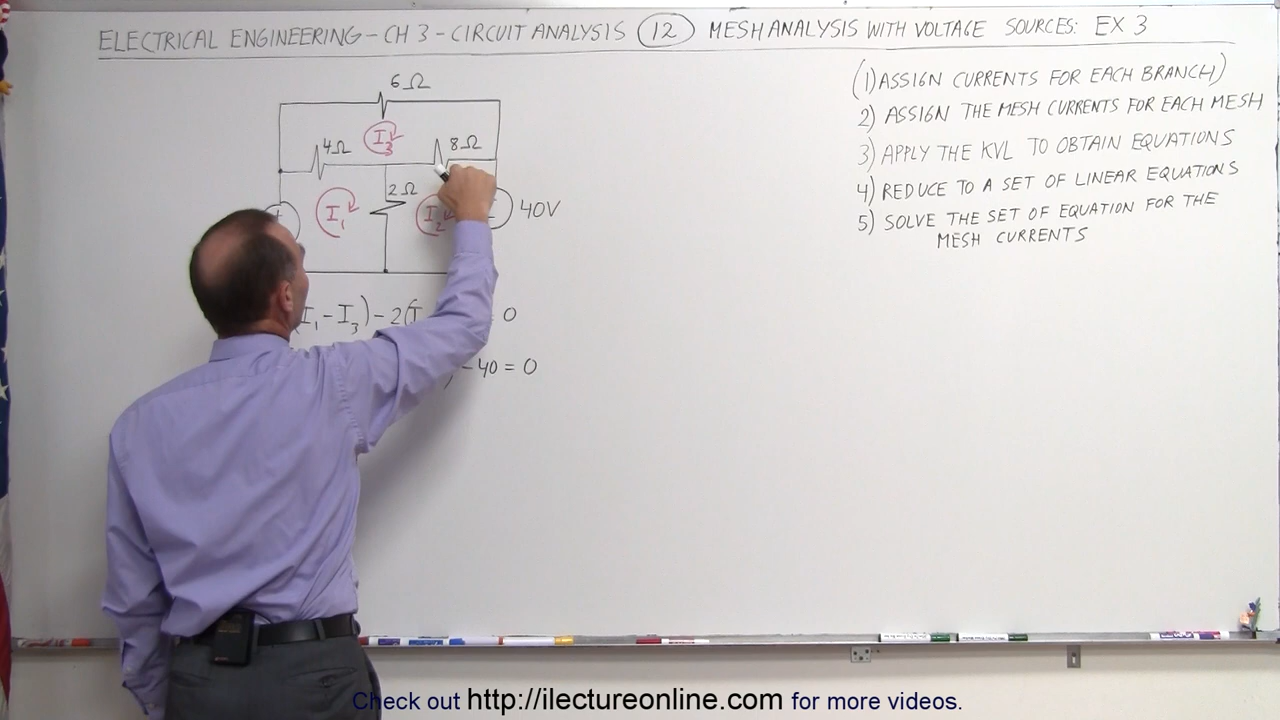 ELECTRICAL ENGINEERING - CH 3 - CIRCUIT ANALYSIS (12) MESH ANALYSIS WITH VOLTAGE SOURCES: EX 3
(1) ASSIGN CURRENTS FOR EACH BRANCH)
2) ASSIGN THE MESH CURRENTS FOR EACH MESH
3) APPLY THE KVL TO OBTAIN EQUATIONS
4) REDUCE TO A SET OF LINEAR EQUATIONS
5) SOLVE THE SET OF EQUATION FOR THE
MESH CURRENTS
6Ω
I₃
4Ω
8Ω
2Ω
I₁
I₂
40V
I₁ - I₃) - 2(I
0
) - 40 = 0
Check out http://ilectureonline.com for more videos.